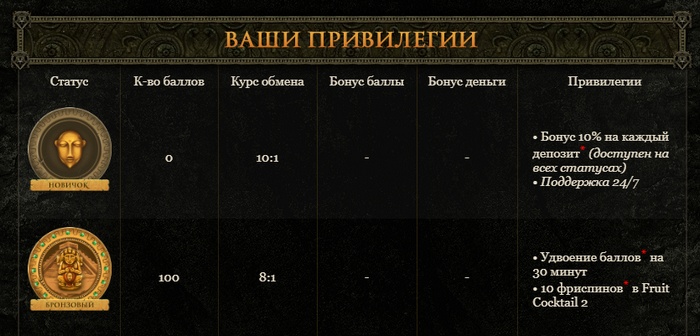 ВАШИ ПРИВИЛЕГИИ
Статус К-во баллов Курс обмена Бонус баллы Бонус деньги Привилегии
НОВИЧОК 0 10:1 - -
• Бонус 10% на каждый
депозит* (доступен на
всех статусах)
• Поддержка 24/7
БРОНЗОВЫЙ 100 8:1 - -
• Удвоение баллов* на
30 минут
• 10 фриспинов* в Fruit
Cocktail 2